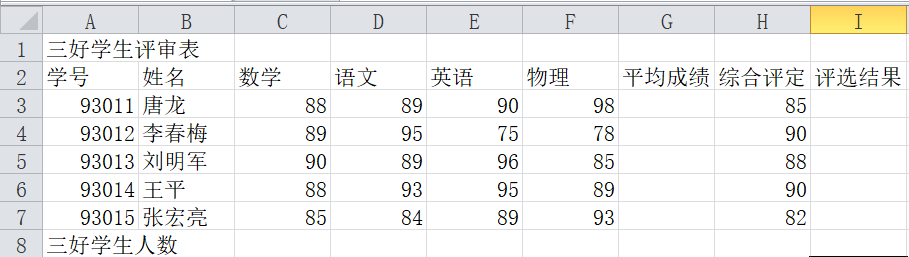 A B C D E F G H I
1 三好学生评审表
2 学号 姓名 数学 语文 英语 物理 平均成绩 综合评定 评选结果
3 93011 唐龙 88 89 90 98 85
4 93012 李春梅 89 95 75 78 90
5 93013 刘明军 90 89 96 85 88
6 93014 王平 88 93 95 89 90
7 93015 张宏亮 85 84 89 93 82
8 三好学生人数